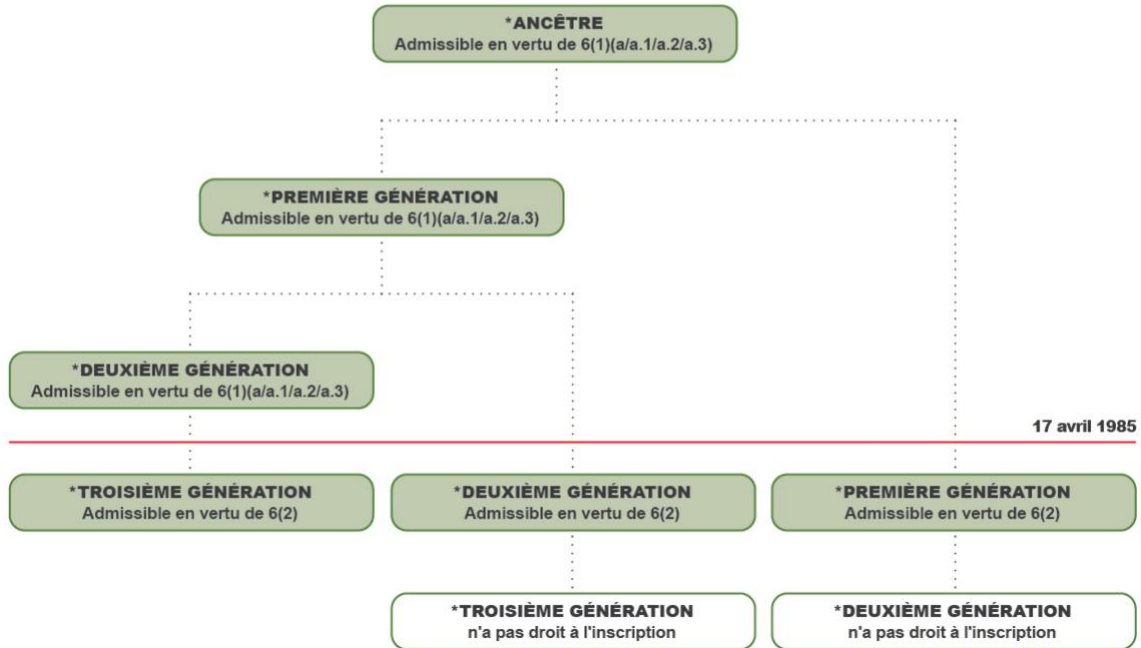 *ANCÊTRE
Admissible en vertu de 6(1)(a/a.1/a.2/a.3)
*PREMIÈRE GÉNÉRATION
Admissible en vertu de 6(1)(a/a.1/a.2/a.3)
*DEUXIÈME GÉNÉRATION
Admissible en vertu de 6(1)(a/a.1/a.2/a.3)
17 avril 1985
*TROISIÈME GÉNÉRATION
Admissible en vertu de 6(2)
*DEUXIÈME GÉNÉRATION
Admissible en vertu de 6(2)
*PREMIÈRE GÉNÉRATION
Admissible en vertu de 6(2)
*TROISIÈME GÉNÉRATION
n'a pas droit à l'inscription
*DEUXIÈME GÉNÉRATION
n'a pas droit à l'inscription